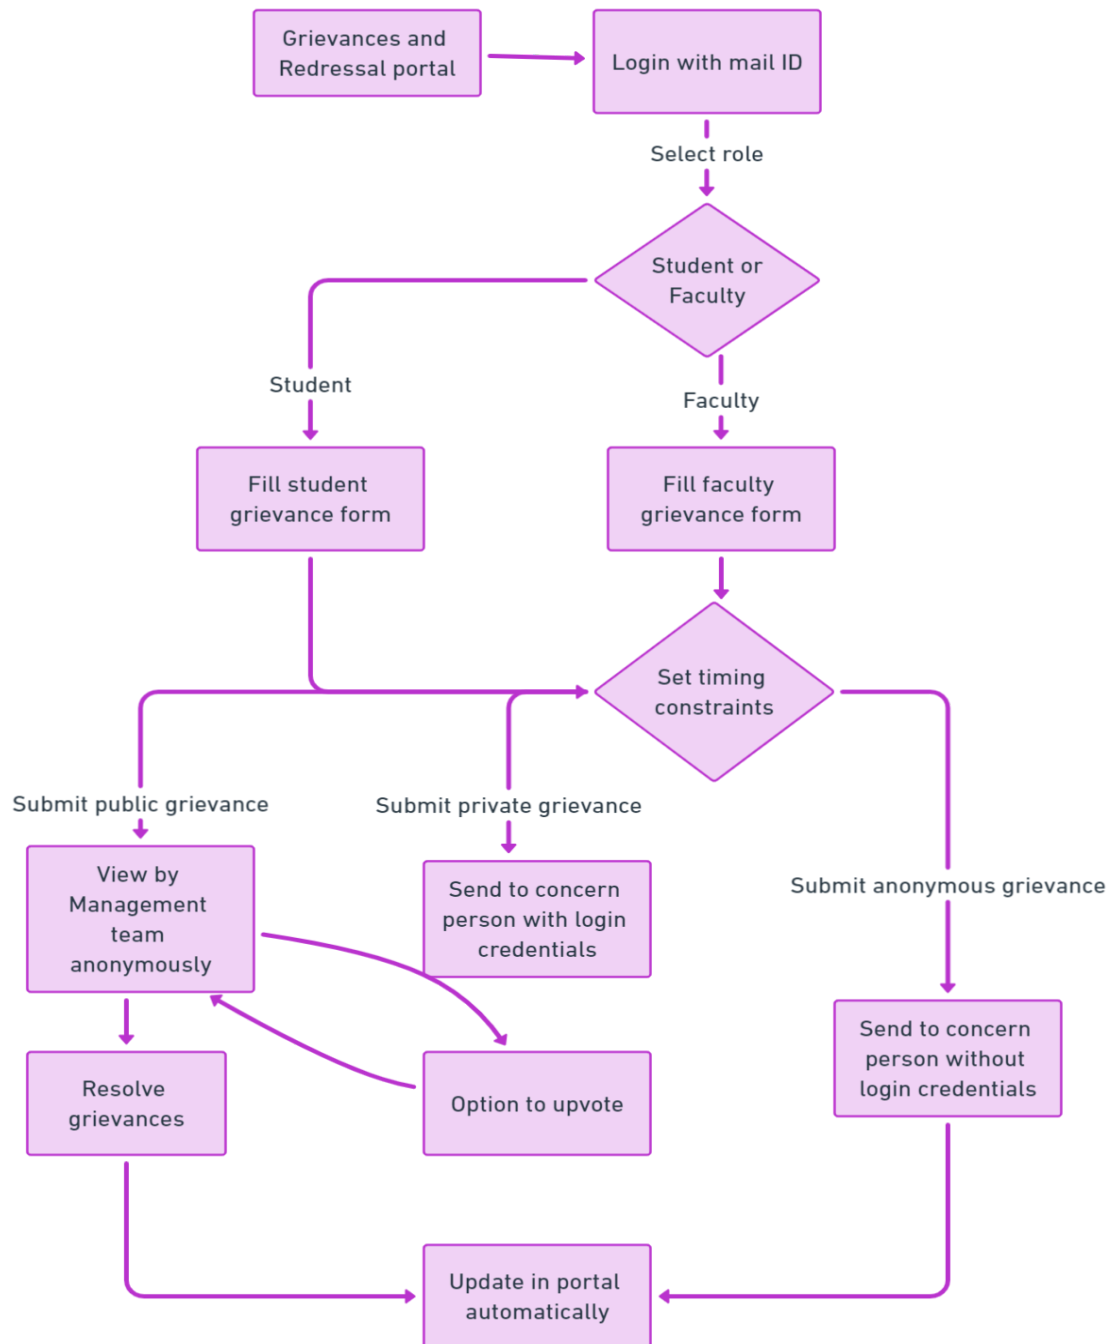 Grievances and
Redressal portal
Login with mail ID
Select role
Student or
Faculty
Student
Faculty
Fill student
grievance form
Fill faculty
grievance form
Set timing
constraints
Submit public grievance
Submit private grievance
Submit anonymous grievance
View by
Management
team
anonymously
Send to concern
person with login
credentials
Send to concern
person without
login credentials
Resolve
grievances
Option to upvote
Update in portal
automatically